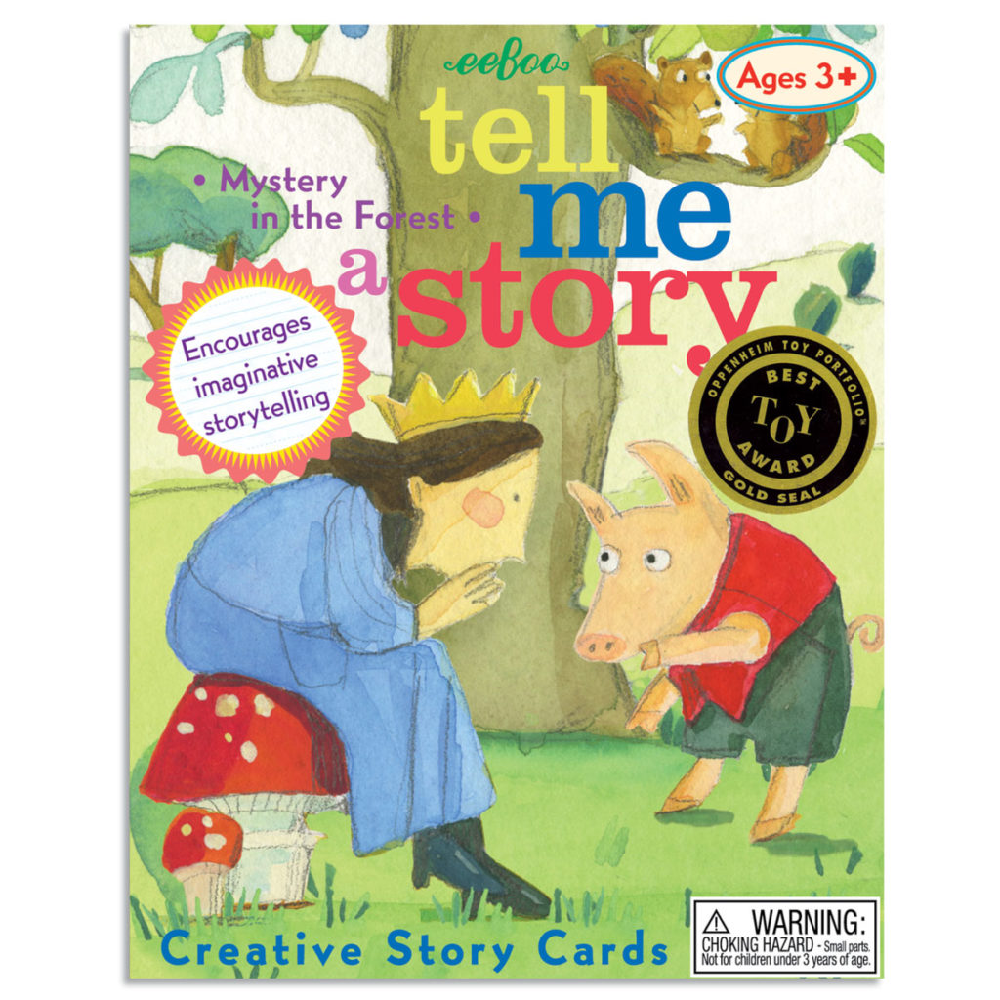 eeBoo
Ages 3+
tell
me
a story
• Mystery
in the Forest •
Encourages
imaginative
storytelling
OPPENHEIM TOY PORTFOLIO™
BEST
TOY
AWARD
GOLD SEAL
Creative Story Cards
WARNING:
CHOKING HAZARD - Small parts.
Not for children under 3 years of age.